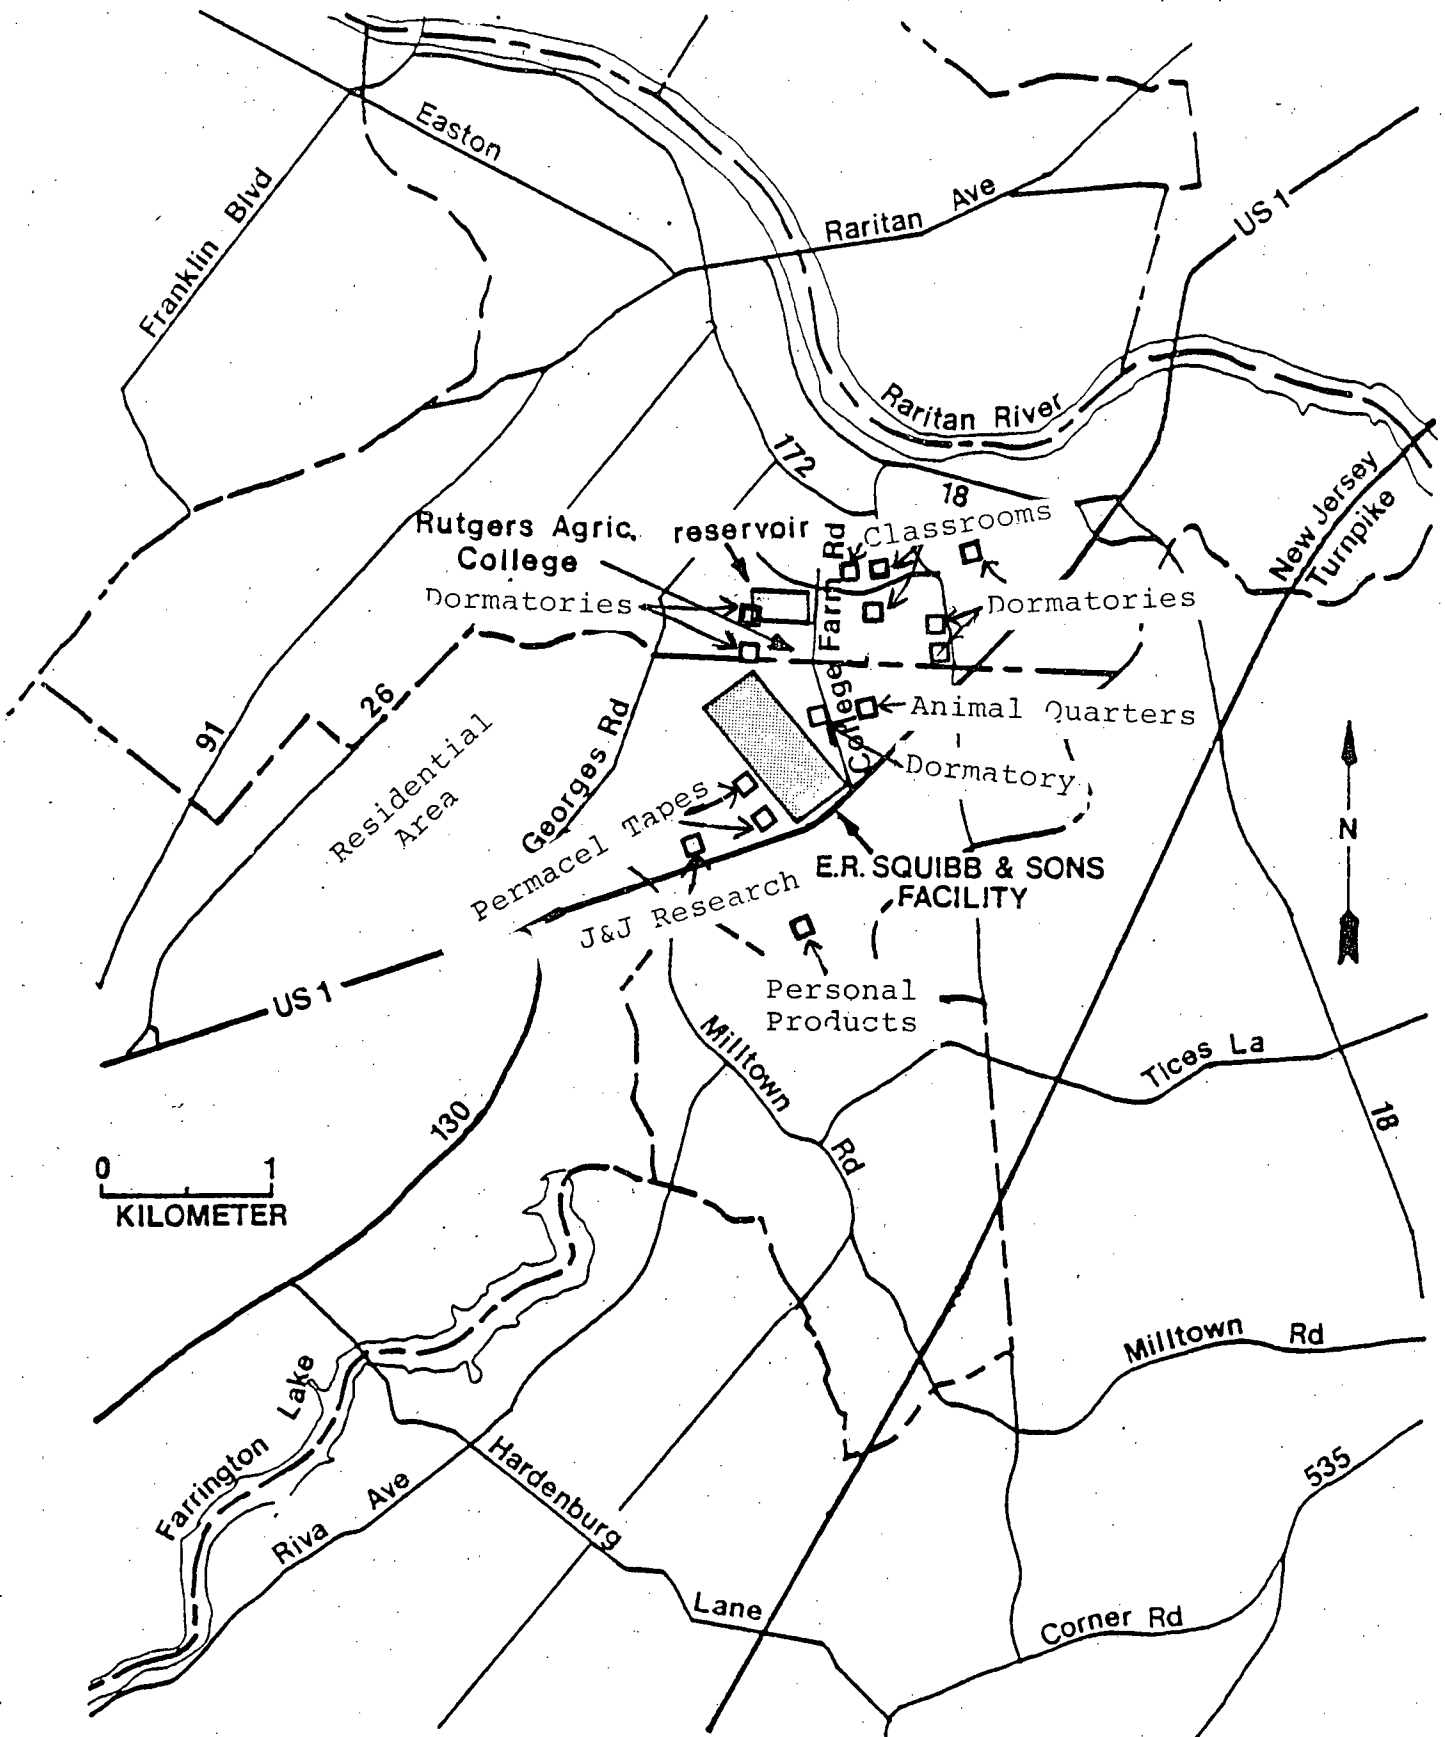 Easton
Franklin Blvd
Raritan Ave
US 1
Raritan River
172
18
New Jersey
Turnpike
Rutgers Agric.
College
reservoir
Classrooms
College Farm Rd
Dormatories
Dormatories
Animal Quarters
Dormatory
91
26
Residential
Area
Georges Rd
Permacel Tapes
J&J Research
E.R. SQUIBB & SONS
FACILITY
N
Personal
Products
US 1
Milltown
Rd
Tices La
18
130
0 1
KILOMETER
Farrington Lake
Riva Ave
Hardenburg
Lane
Milltown Rd
535
Corner Rd